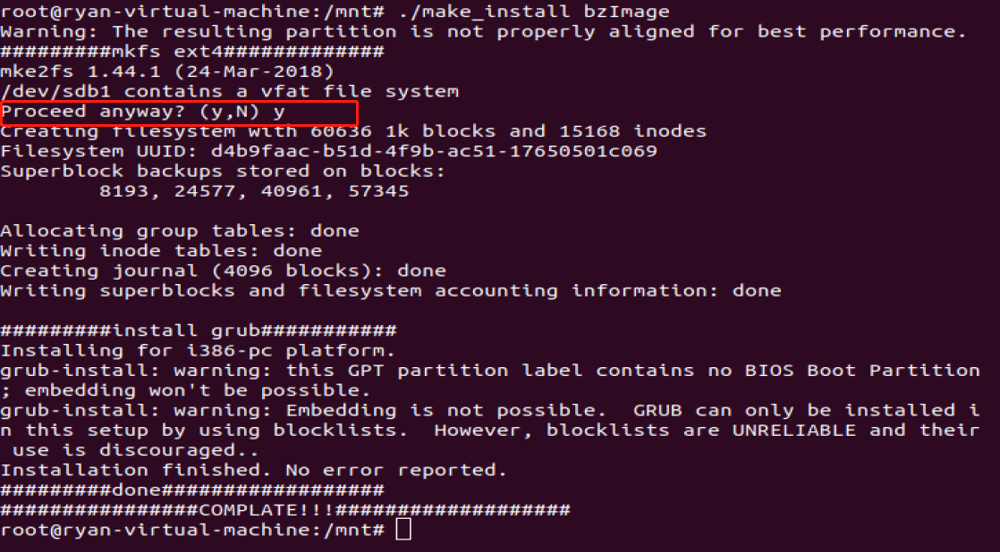 root@ryan-virtual-machine:/mnt# ./make_install bzImage
Warning: The resulting partition is not properly aligned for best performance.
#########mkfs ext4#############
mke2fs 1.44.1 (24-Mar-2018)
/dev/sdb1 contains a vfat file system
Proceed anyway? (y,N) y
Creating filesystem with 60636 1k blocks and 15168 inodes
Filesystem UUID: d4b9faac-b51d-4f9b-ac51-17650501c069
Superblock backups stored on blocks:
        8193, 24577, 40961, 57345
Allocating group tables: done
Writing inode tables: done
Creating journal (4096 blocks): done
Writing superblocks and filesystem accounting information: done
#########install grub###########
Installing for i386-pc platform.
grub-install: warning: this GPT partition label contains no BIOS Boot Partition
; embedding won't be possible.
grub-install: warning: Embedding is not possible.  GRUB can only be installed i
n this setup by using blocklists.  However, blocklists are UNRELIABLE and their
 use is discouraged..
Installation finished. No error reported.
#########done##################
################COMPLATE!!!###################
root@ryan-virtual-machine:/mnt#